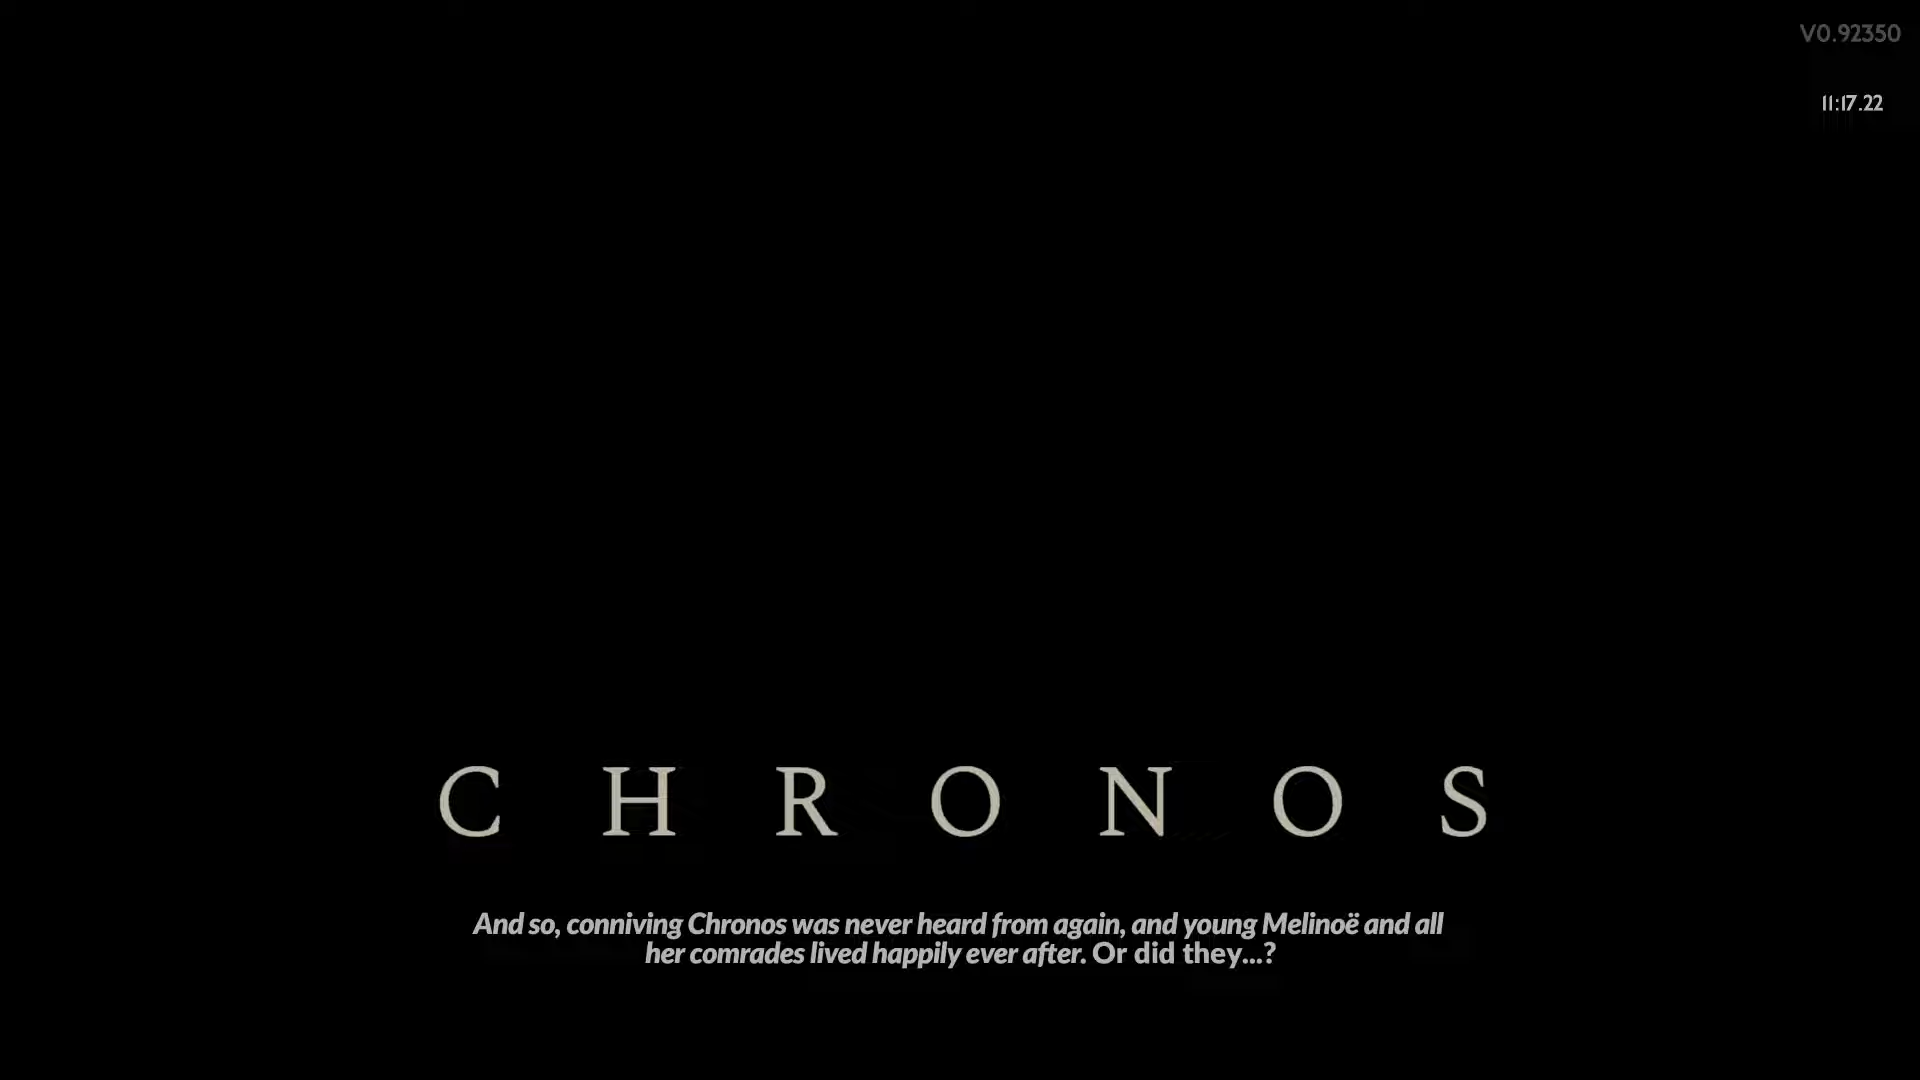 V0.92350
11:17.22
C H R O N O S
And so, conniving Chronos was never heard from again, and young Melinoë and all
her comrades lived happily ever after. Or did they...?